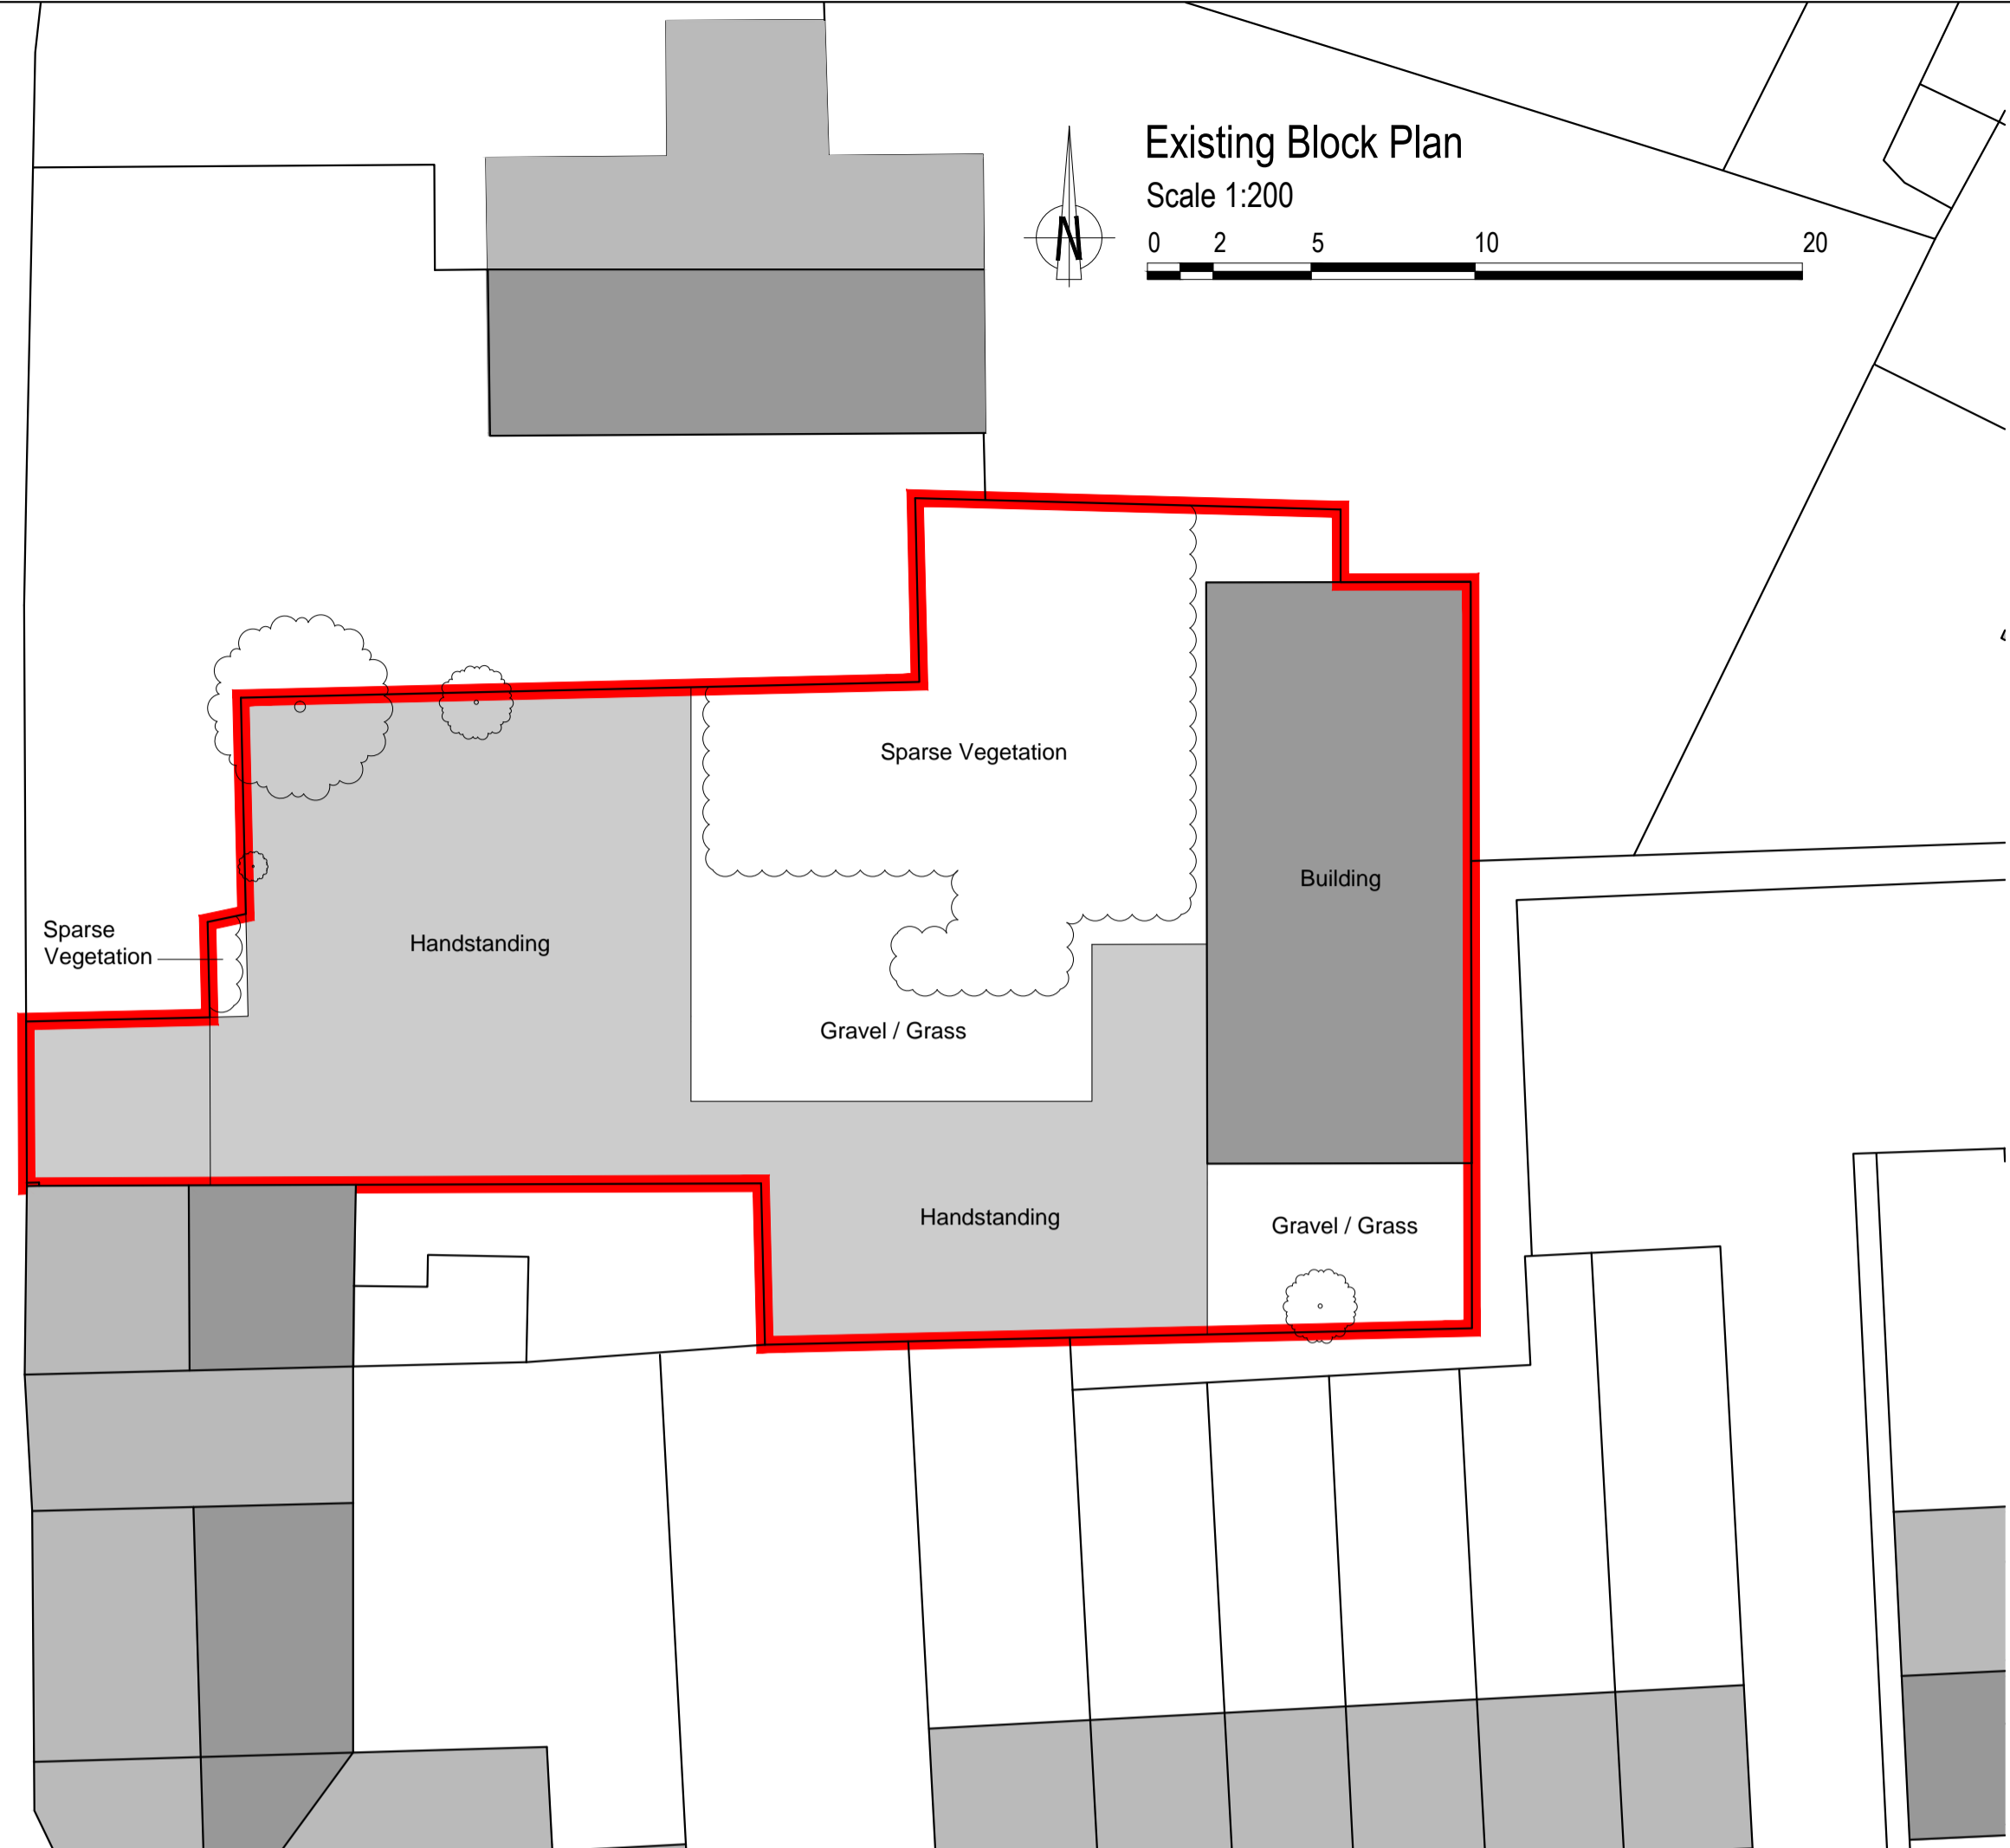 Existing Block Plan
Scale 1:200
0 2 5 10 20
N
Sparse Vegetation
Building
Sparse
Vegetation
Handstanding
Gravel / Grass
Handstanding
Gravel / Grass